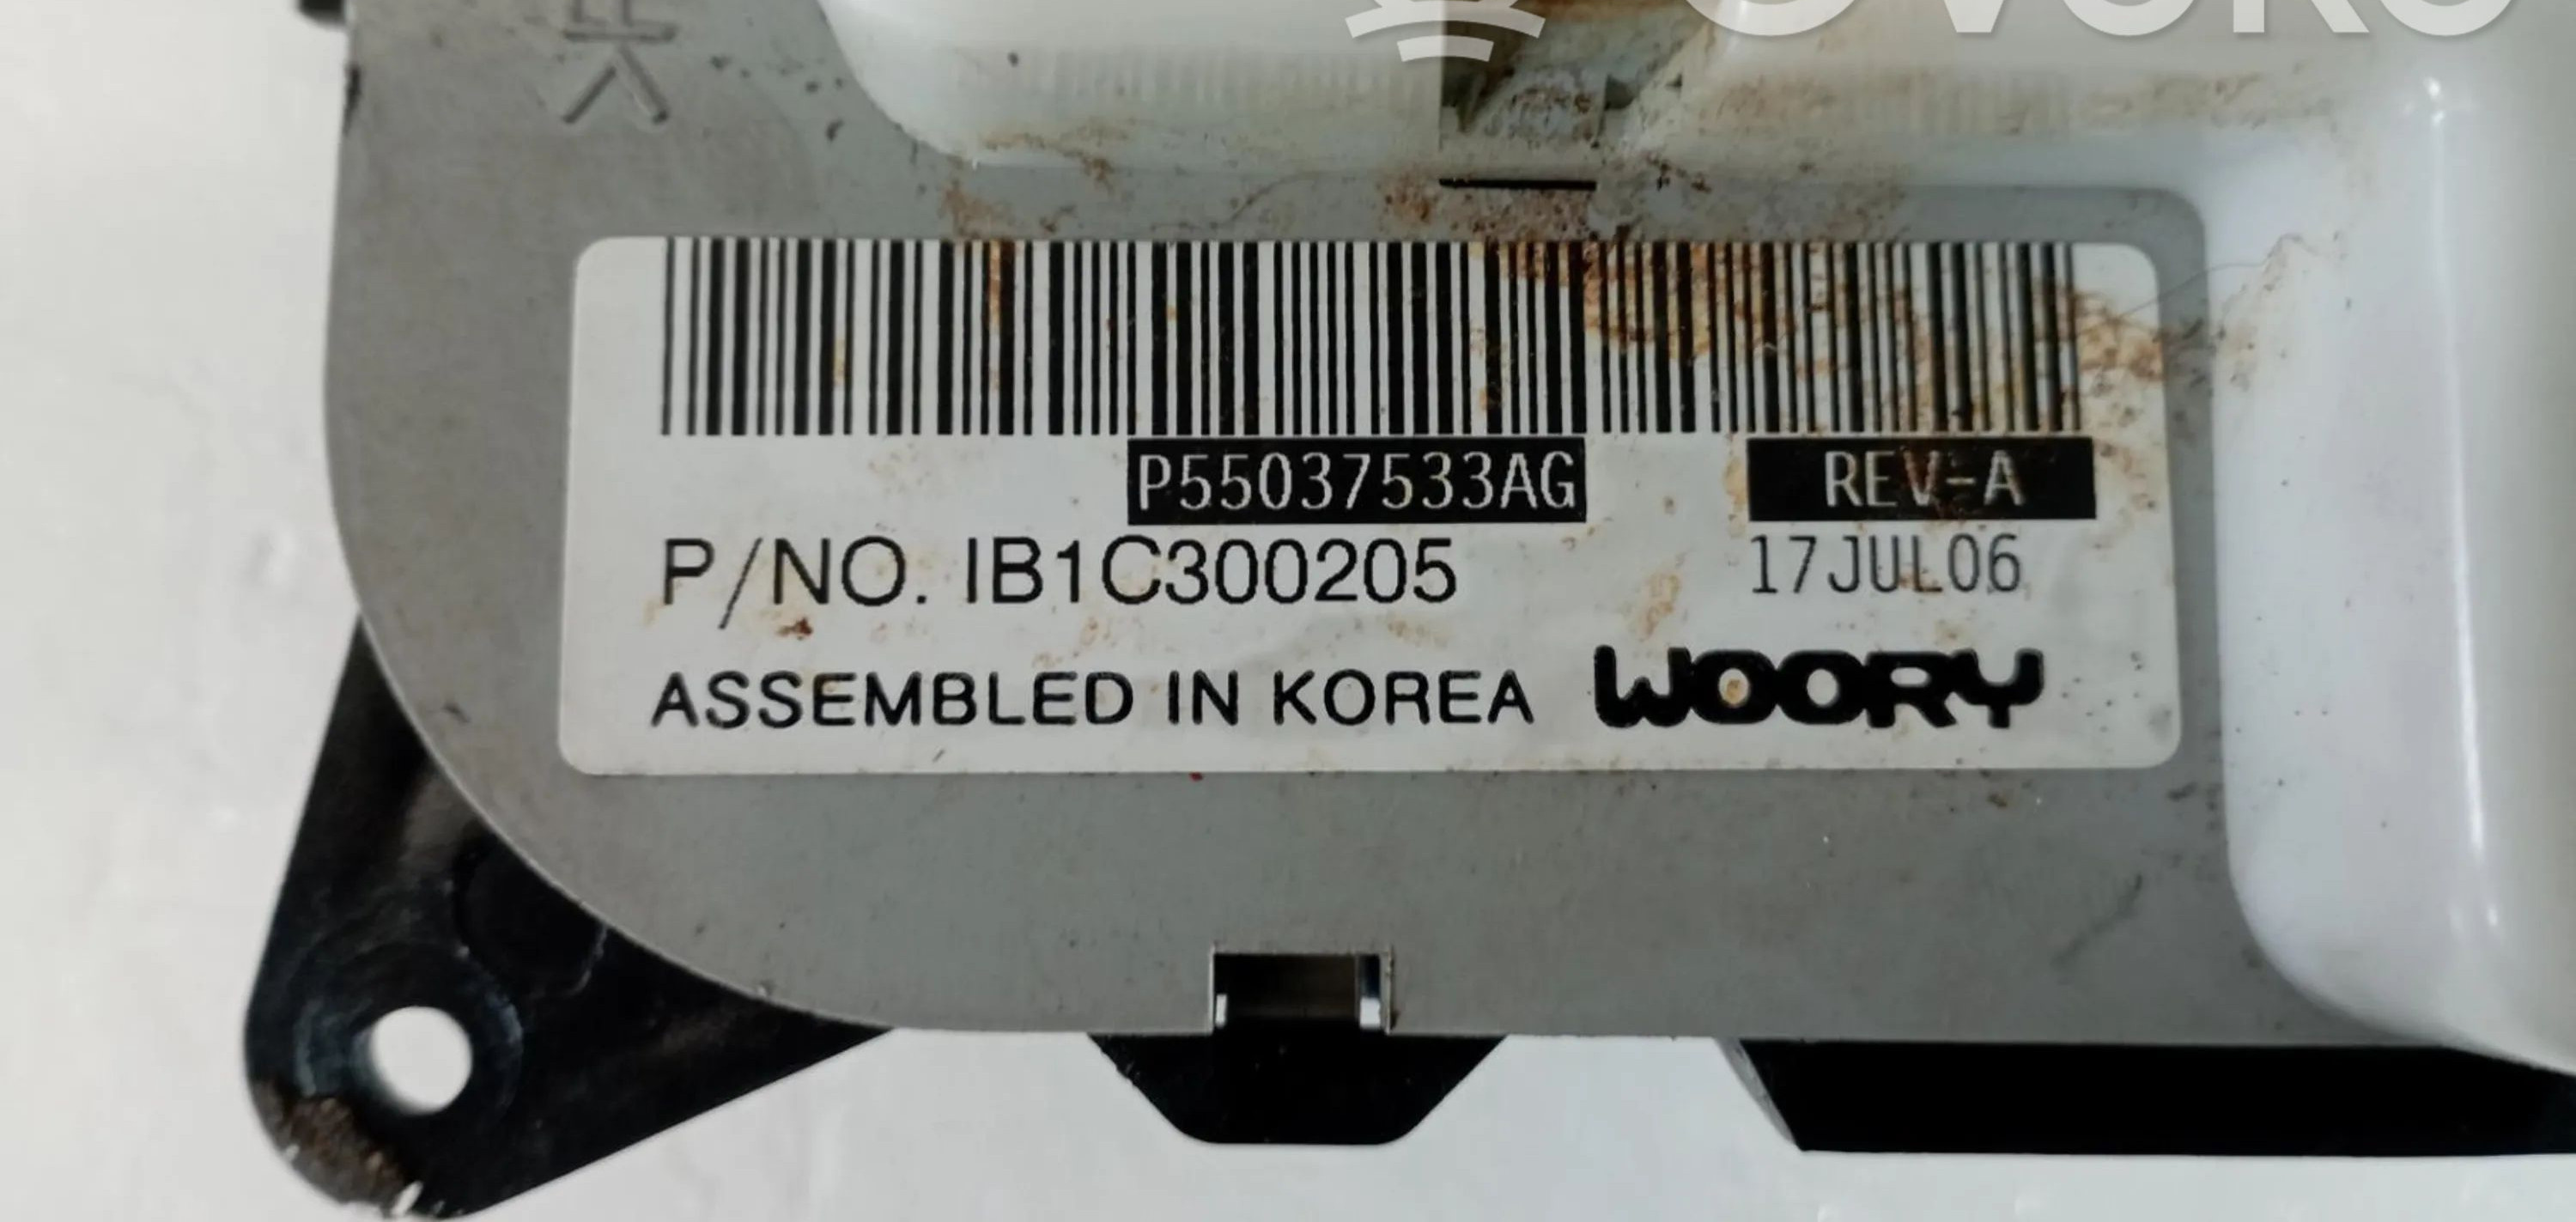 P55037533AG REV-A
P/NO. IB1C300205 17JUL06
ASSEMBLED IN KOREA WOORY